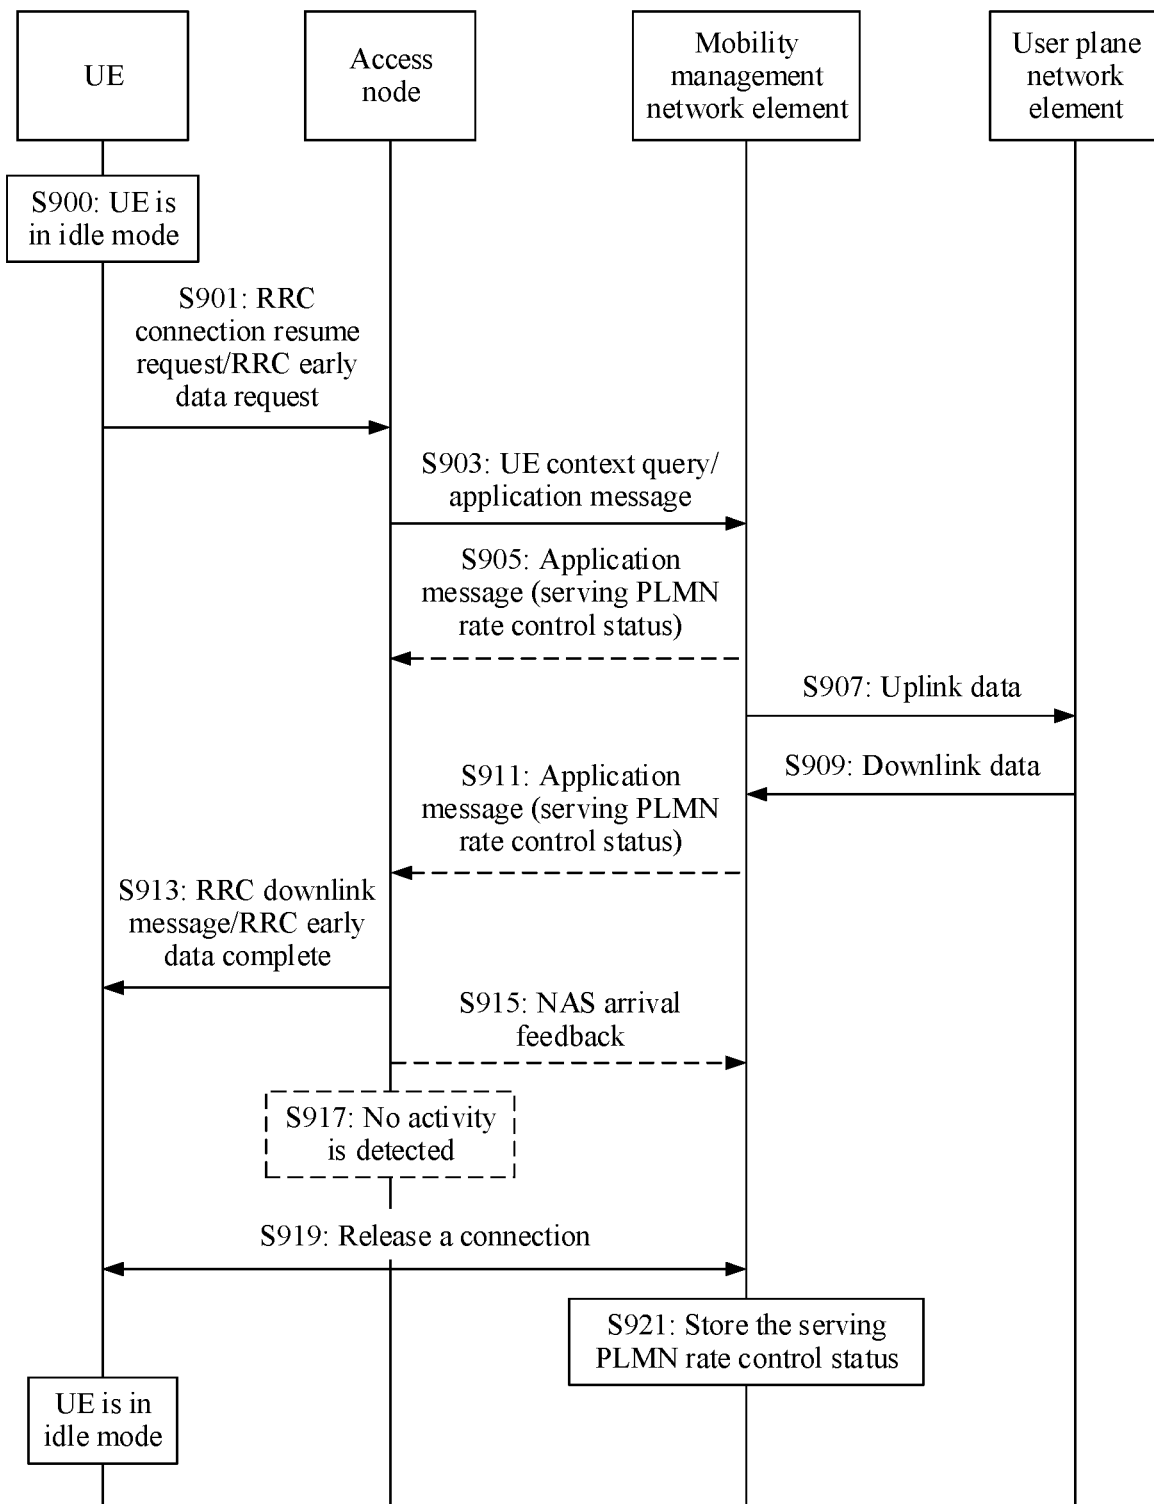 UE
Access
node
Mobility
management
network element
User plane
network
element
S900: UE is
in idle mode
S901: RRC
connection resume
request/RRC early
data request
S903: UE context query/
application message
S905: Application
message (serving PLMN
rate control status)
S907: Uplink data
S909: Downlink data
S911: Application
message (serving PLMN
rate control status)
S913: RRC downlink
message/RRC early
data complete
S915: NAS arrival
feedback
S917: No activity
is detected
S919: Release a connection
S921: Store the serving
PLMN rate control status
UE is in
idle mode